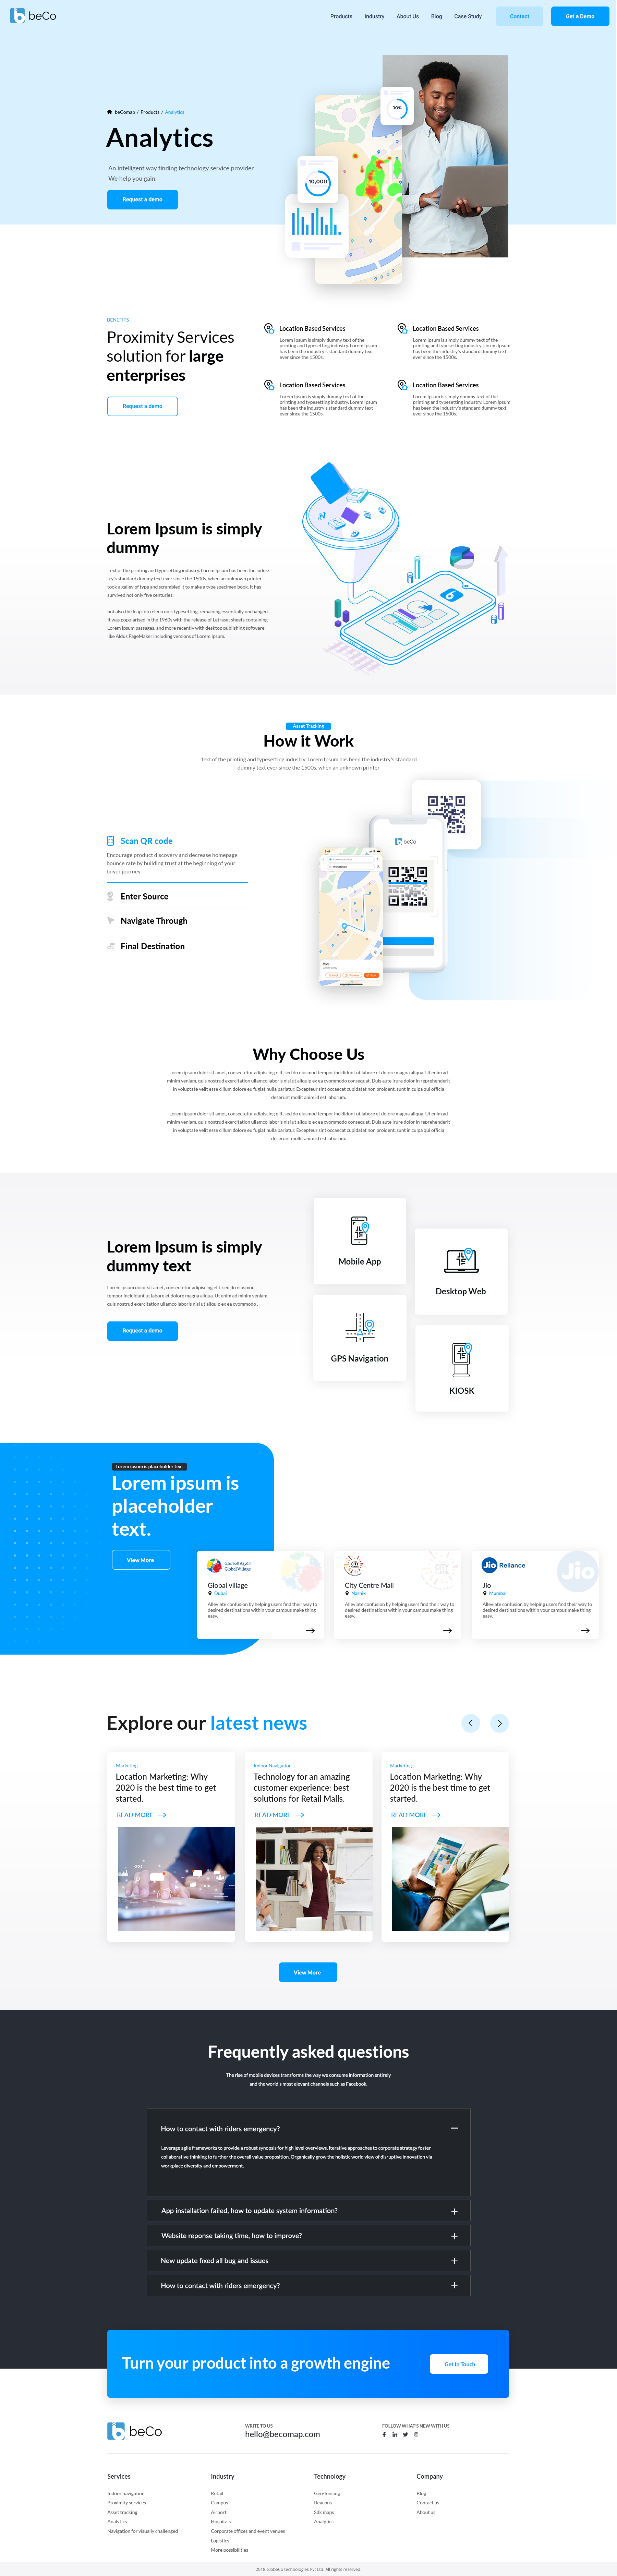 beCo
Products Industry About Us Blog Case Study Contact Get a Demo
beComap / Products / Analytics
Analytics
An intelligent way finding technology service provider.
We help you gain.
Request a demo
30%
10,000
BENEFITS
Proximity Services
solution for large
enterprises
Request a demo
Location Based Services
Lorem Ipsum is simply dummy text of the
printing and typesetting industry. Lorem Ipsum
has been the industry's standard dummy text
ever since the 1500s.
Location Based Services
Lorem Ipsum is simply dummy text of the
printing and typesetting industry. Lorem Ipsum
has been the industry's standard dummy text
ever since the 1500s.
Location Based Services
Lorem Ipsum is simply dummy text of the
printing and typesetting industry. Lorem Ipsum
has been the industry's standard dummy text
ever since the 1500s.
Location Based Services
Lorem Ipsum is simply dummy text of the
printing and typesetting industry. Lorem Ipsum
has been the industry's standard dummy text
ever since the 1500s.
Lorem Ipsum is simply
dummy
text of the printing and typesetting industry. Lorem Ipsum has been the indus-
try's standard dummy text ever since the 1500s, when an unknown printer
took a galley of type and scrambled it to make a type specimen book. It has
survived not only five centuries,
but also the leap into electronic typesetting, remaining essentially unchanged.
It was popularised in the 1960s with the release of Letraset sheets containing
Lorem Ipsum passages, and more recently with desktop publishing software
like Aldus PageMaker including versions of Lorem Ipsum.
Asset Tracking
How it Work
text of the printing and typesetting industry. Lorem Ipsum has been the industry's standard
dummy text ever since the 1500s, when an unknown printer
beCo
Scan QR code
Encourage product discovery and decrease homepage
bounce rate by building trust at the beginning of your
buyer journey.
Enter Source
Navigate Through
Final Destination
Why Choose Us
Lorem ipsum dolor sit amet, consectetur adipiscing elit, sed do eiusmod tempor incididunt ut labore et dolore magna aliqua. Ut enim ad
minim veniam, quis nostrud exercitation ullamco laboris nisi ut aliquip ex ea commodo consequat. Duis aute irure dolor in reprehenderit
in voluptate velit esse cillum dolore eu fugiat nulla pariatur. Excepteur sint occaecat cupidatat non proident, sunt in culpa qui officia
deserunt mollit anim id est laborum.
Lorem ipsum dolor sit amet, consectetur adipiscing elit, sed do eiusmod tempor incididunt ut labore et dolore magna aliqua. Ut enim ad
minim veniam, quis nostrud exercitation ullamco laboris nisi ut aliquip ex ea commodo consequat. Duis aute irure dolor in reprehenderit
in voluptate velit esse cillum dolore eu fugiat nulla pariatur. Excepteur sint occaecat cupidatat non proident, sunt in culpa qui officia
deserunt mollit anim id est laborum.
Lorem Ipsum is simply
dummy text
Lorem ipsum dolor sit amet, consectetur adipiscing elit, sed do eiusmod
tempor incididunt ut labore et dolore magna aliqua. Ut enim ad minim veniam,
quis nostrud exercitation ullamco laboris nisi ut aliquip ex ea commodo .
Request a demo
Mobile App
Desktop Web
GPS Navigation
KIOSK
Lorem ipsum is placeholder text
Lorem ipsum is
placeholder
text.
View More
القرية العالمية
Global Village
Global village
Dubai
Alleviate confusion by helping users find their way to
desired destinations within your campus make thing
easy.
City Centre Mall
Nashik
Alleviate confusion by helping users find their way to
desired destinations within your campus make thing
easy.
Jio Reliance
Jio
Jio
Mumbai
Alleviate confusion by helping users find their way to
desired destinations within your campus make thing
easy.
Explore our latest news
Marketing
Location Marketing: Why
2020 is the best time to get
started.
READ MORE
Indoor Navigation
Technology for an amazing
customer experience: best
solutions for Retail Malls.
READ MORE
Marketing
Location Marketing: Why
2020 is the best time to get
started.
READ MORE
View More
Frequently asked questions
The rise of mobile devices transforms the way we consume information entirely
and the world's most elevant channels such as Facebook.
How to contact with riders emergency?
Leverage agile frameworks to provide a robust synopsis for high level overviews. Iterative approaches to corporate strategy foster
collaborative thinking to further the overall value proposition. Organically grow the holistic world view of disruptive innovation via
workplace diversity and empowerment.
App installation failed, how to update system information?
Website reponse taking time, how to improve?
New update fixed all bug and issues
How to contact with riders emergency?
Turn your product into a growth engine
Get In Touch
beCo
WRITE TO US
hello@becomap.com
FOLLOW WHAT'S NEW WITH US
Services
Indoor navigation
Proximity services
Asset tracking
Analytics
Navigation for visually challenged
Industry
Retail
Campus
Airport
Hospitals
Corporate offices and event venues
Logistics
More possibilities
Technology
Geo-fencing
Beacons
Sdk maps
Analytics
Company
Blog
Contact us
About us
2018 GlobeCo technologies Pvt Ltd. All rights reserved.